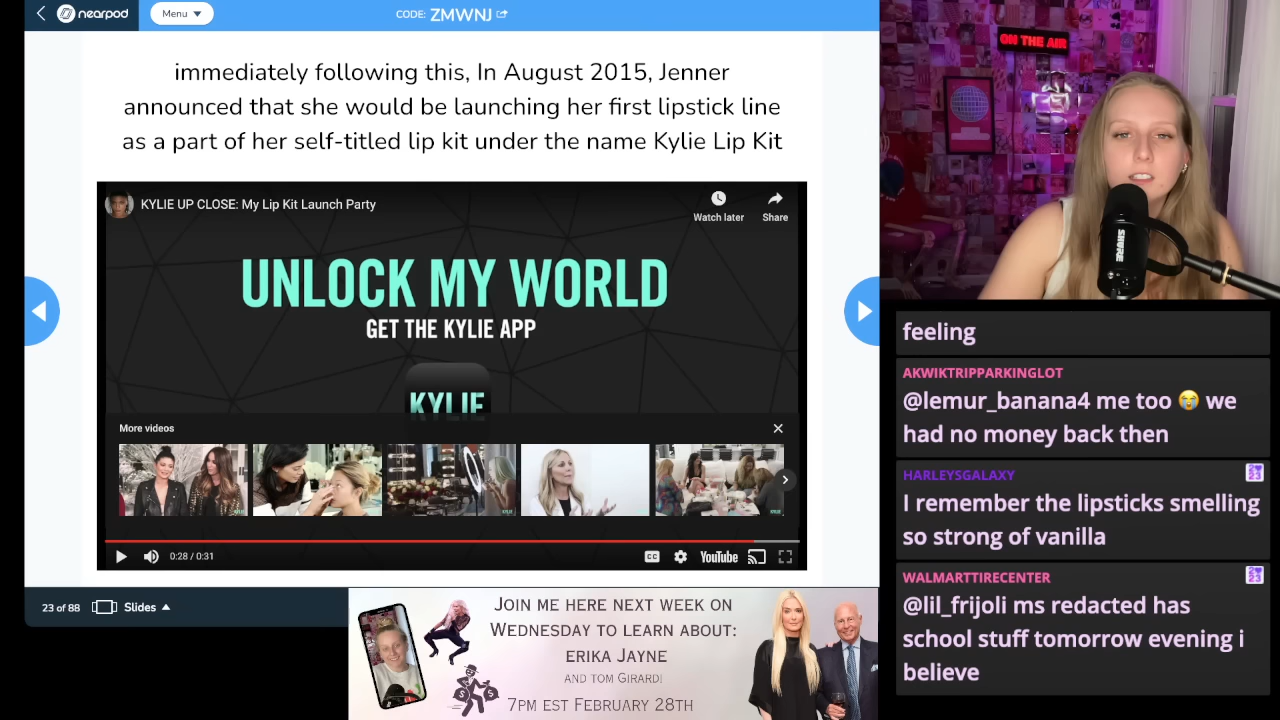 nearpod
Menu
CODE: ZMWNJ
immediately following this, In August 2015, Jenner
announced that she would be launching her first lipstick line
as a part of her self-titled lip kit under the name Kylie Lip Kit
KYLIE UP CLOSE: My Lip Kit Launch Party
Watch later
Share
UNLOCK MY WORLD
GET THE KYLIE APP
KYLIE
More videos
0:28 / 0:31
CC
YouTube
23 of 88
Slides
JOIN ME HERE NEXT WEEK ON
WEDNESDAY TO LEARN ABOUT:
ERIKA JAYNE
AND TOM GIRARDI
7PM EST FEBRUARY 28TH
ON THE AIR
SHURE
feeling
AKWIKTRIPPARKINGLOT
@lemur_banana4 me too 😭 we
had no money back then
HARLEYSGALAXY
I remember the lipsticks smelling
so strong of vanilla
WALMARTTIRECENTER
@lil_frijoli ms redacted has
school stuff tomorrow evening i
believe